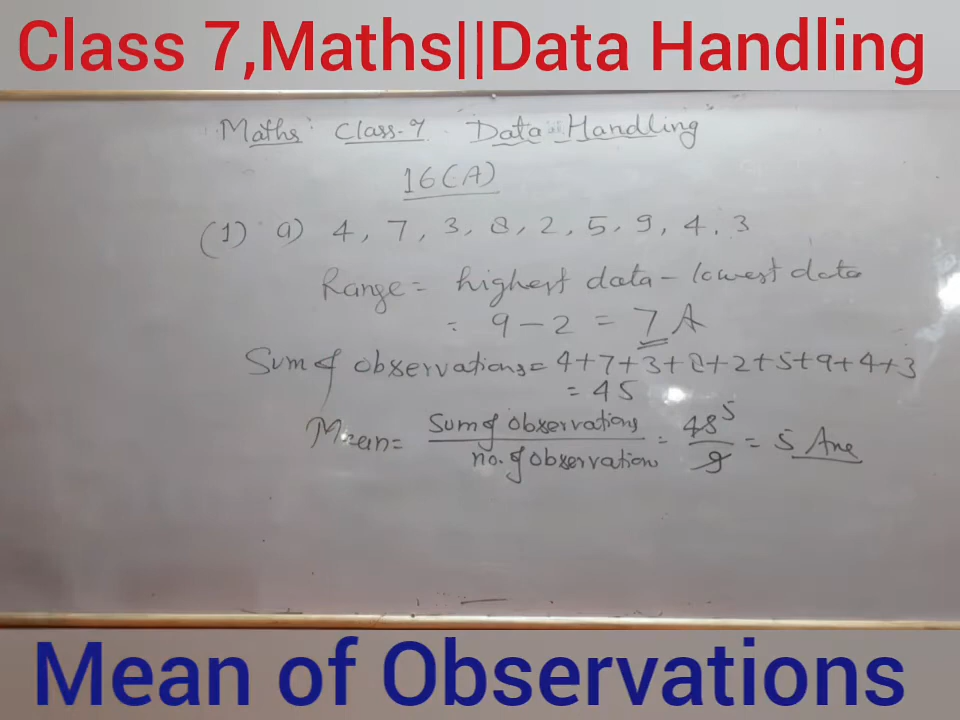 Class 7,Maths||Data Handling
Maths: Class-7. Data Handling
16(A)
(1) a) 4, 7, 3, 8, 2, 5, 9, 4, 3
Range = highest data - lowest data
= 9 - 2 = 7 A
Sum of observations = 4+7+3+8+2+5+9+4+3
= 45
Mean = Sum of observations / no. of observation = 45 5 / 9 = 5 Ans
Mean of Observations